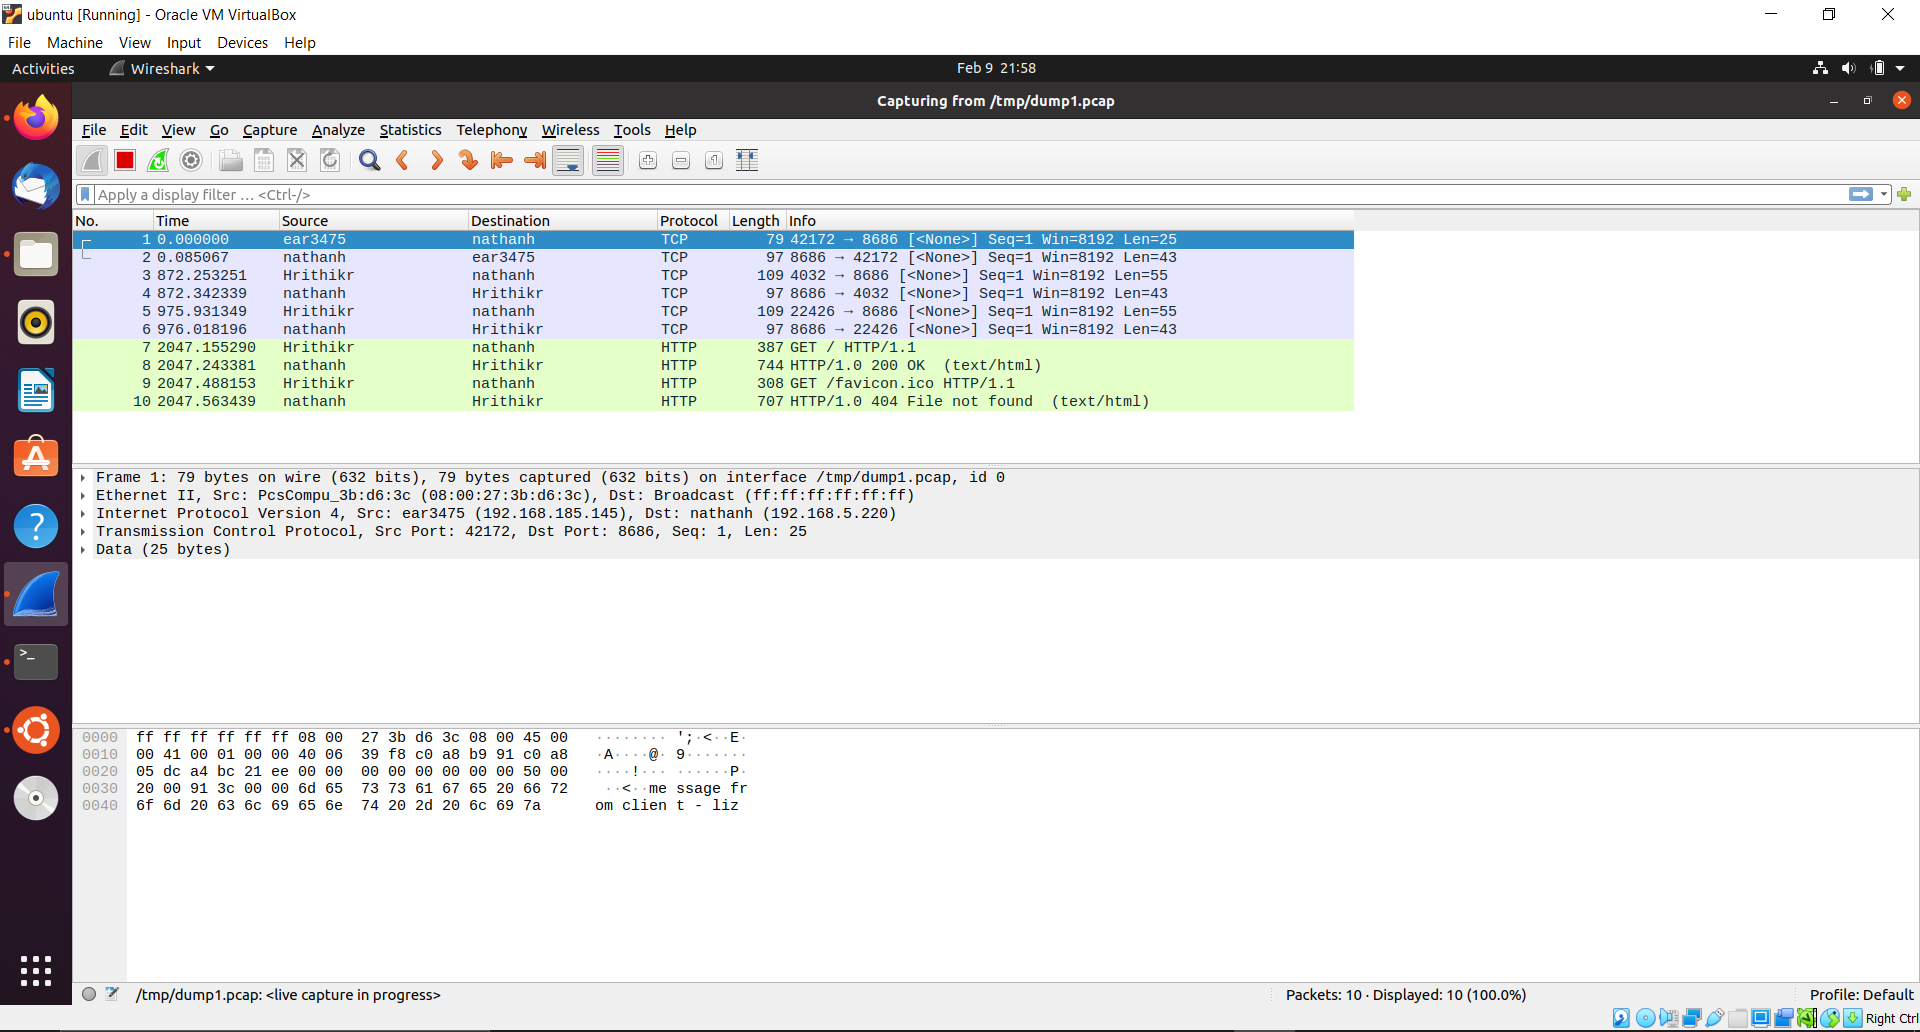 ubuntu [Running] - Oracle VM VirtualBox
File Machine View Input Devices Help
Activities Wireshark Feb 9 21:58
Capturing from /tmp/dump1.pcap
File Edit View Go Capture Analyze Statistics Telephony Wireless Tools Help
Apply a display filter … <Ctrl-/>
No. Time Source Destination Protocol Length Info
1 0.000000 ear3475 nathanh TCP 79 42172 → 8686 [<None>] Seq=1 Win=8192 Len=25
2 0.085067 nathanh ear3475 TCP 97 8686 → 42172 [<None>] Seq=1 Win=8192 Len=43
3 872.253251 Hrithikr nathanh TCP 109 4032 → 8686 [<None>] Seq=1 Win=8192 Len=55
4 872.342339 nathanh Hrithikr TCP 97 8686 → 4032 [<None>] Seq=1 Win=8192 Len=43
5 975.931349 Hrithikr nathanh TCP 109 22426 → 8686 [<None>] Seq=1 Win=8192 Len=55
6 976.018196 nathanh Hrithikr TCP 97 8686 → 22426 [<None>] Seq=1 Win=8192 Len=43
7 2047.155290 Hrithikr nathanh HTTP 387 GET / HTTP/1.1
8 2047.243381 nathanh Hrithikr HTTP 744 HTTP/1.0 200 OK (text/html)
9 2047.488153 Hrithikr nathanh HTTP 308 GET /favicon.ico HTTP/1.1
10 2047.563439 nathanh Hrithikr HTTP 707 HTTP/1.0 404 File not found (text/html)
Frame 1: 79 bytes on wire (632 bits), 79 bytes captured (632 bits) on interface /tmp/dump1.pcap, id 0
Ethernet II, Src: PcsCompu_3b:d6:3c (08:00:27:3b:d6:3c), Dst: Broadcast (ff:ff:ff:ff:ff:ff)
Internet Protocol Version 4, Src: ear3475 (192.168.185.145), Dst: nathanh (192.168.5.220)
Transmission Control Protocol, Src Port: 42172, Dst Port: 8686, Seq: 1, Len: 25
Data (25 bytes)
0000 ff ff ff ff ff ff 08 00 27 3b d6 3c 08 00 45 00 ········ ';·<··E·
0010 00 41 00 01 00 00 40 06 39 f8 c0 a8 b9 91 c0 a8 ·A····@· 9·······
0020 05 dc a4 bc 21 ee 00 00 00 00 00 00 00 00 50 00 ····!··· ······P·
0030 20 00 91 3c 00 00 6d 65 73 73 61 67 65 20 66 72 ··<··me ssage fr
0040 6f 6d 20 63 6c 69 65 6e 74 20 2d 20 6c 69 7a om clien t - liz
/tmp/dump1.pcap: <live capture in progress> Packets: 10 · Displayed: 10 (100.0%) Profile: Default
Right Ctrl